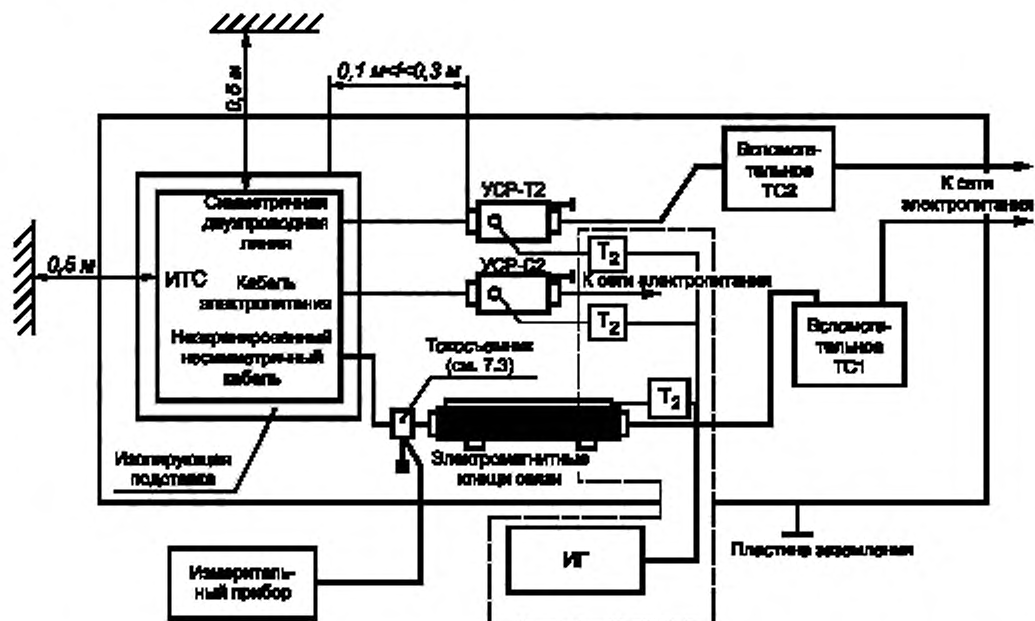 0,1 м<l<0,3 м
0,5 м
Вспомога-
тельное
ТС2
УСР-Т2
К сети
электропитания
Симметричная
двухпроводная
линия
T₂
0,5 м
УСР-С2
К сети электропитания
ИТС
Кабель
электропитания
T₂
Вспомога-
тельное
ТС1
Неэкранированный
несимметричный
кабель
Токосъемник
(см. 7.3)
T₂
Электромагнитные
клещи связи
Изолирующая
подставка
Пластина заземления
ИГ
Измеритель-
ный прибор